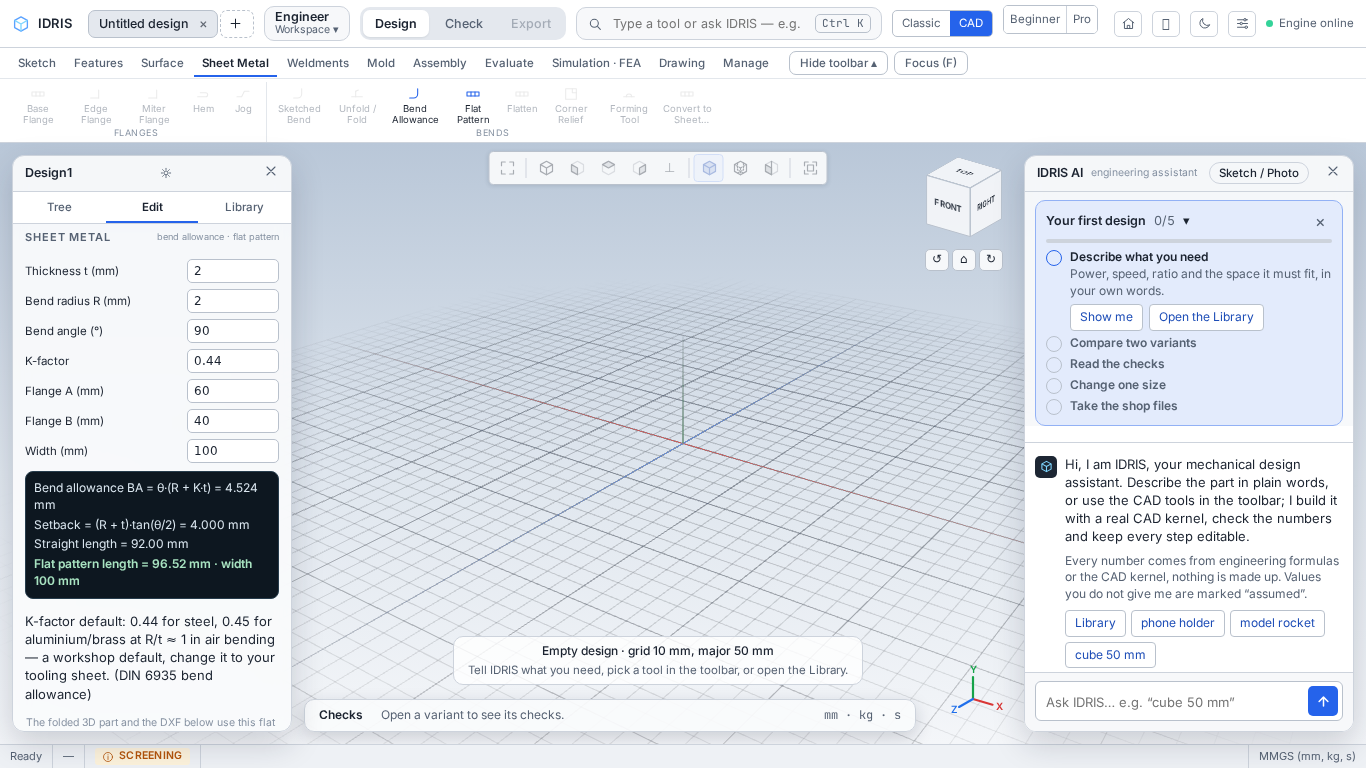 IDRIS
Untitled design ×
+
Engineer
Workspace ▾
Design Check Export
Type a tool or ask IDRIS — e.g.
Ctrl K
Classic CAD
Beginner Pro
Engine online
Sketch Features Surface Sheet Metal Weldments Mold Assembly Evaluate Simulation · FEA Drawing Manage
Hide toolbar ▴ Focus (F)
Base Flange
Edge Flange
Miter Flange
Hem
Jog
FLANGES
Sketched Bend
Unfold / Fold
Bend Allowance
Flat Pattern
Flatten
Corner Relief
Forming Tool
Convert to Sheet…
BENDS
Design1
Tree Edit Library
SHEET METAL bend allowance · flat pattern
Thickness t (mm) 2
Bend radius R (mm) 2
Bend angle (°) 90
K-factor 0.44
Flange A (mm) 60
Flange B (mm) 40
Width (mm) 100
Bend allowance BA = θ·(R + K·t) = 4.524
mm
Setback = (R + t)·tan(θ/2) = 4.000 mm
Straight length = 92.00 mm
Flat pattern length = 96.52 mm · width
100 mm
K-factor default: 0.44 for steel, 0.45 for
aluminium/brass at R/t ≈ 1 in air bending
— a workshop default, change it to your
tooling sheet. (DIN 6935 bend
allowance)
The folded 3D part and the DXF below use this flat
TOP
FRONT
RIGHT
Empty design · grid 10 mm, major 50 mm
Tell IDRIS what you need, pick a tool in the toolbar, or open the Library.
Y
X
Z
Checks Open a variant to see its checks. mm · kg · s
IDRIS AI engineering assistant Sketch / Photo
Your first design 0/5 ▾ ×
Describe what you need
Power, speed, ratio and the space it must fit, in
your own words.
Show me Open the Library
Compare two variants
Read the checks
Change one size
Take the shop files
Hi, I am IDRIS, your mechanical design
assistant. Describe the part in plain words,
or use the CAD tools in the toolbar; I build it
with a real CAD kernel, check the numbers
and keep every step editable.
Every number comes from engineering formulas
or the CAD kernel, nothing is made up. Values
you do not give me are marked “assumed”.
Library phone holder model rocket
cube 50 mm
Ask IDRIS… e.g. “cube 50 mm”
Ready — SCREENING MMGS (mm, kg, s)